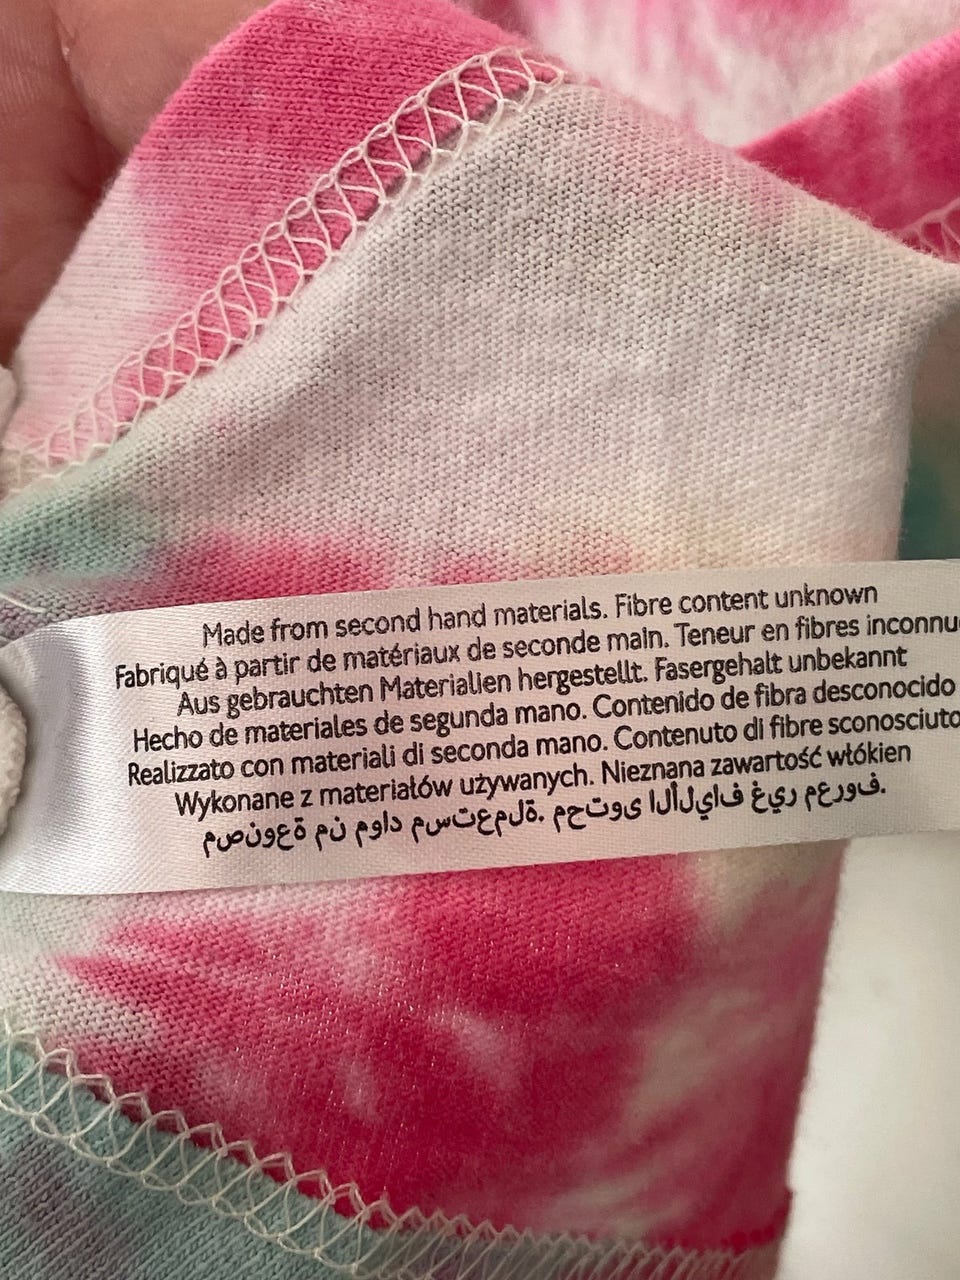 Made from second hand materials. Fibre content unknown
Fabriqué à partir de matériaux de seconde main. Teneur en fibres inconnue
Aus gebrauchten Materialien hergestellt. Fasergehalt unbekannt
Hecho de materiales de segunda mano. Contenido de fibra desconocido
Realizzato con materiali di seconda mano. Contenuto di fibre sconosciuto
Wykonane z materiałów używanych. Nieznana zawartość włókien
مصنوعة من مواد مستعملة. محتوى الألياف غير معروف.